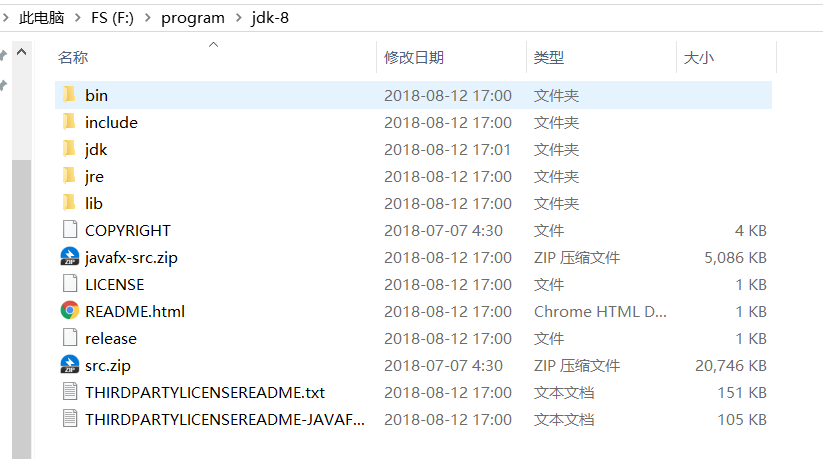 此电脑 FS (F:) program jdk-8
名称 修改日期 类型 大小
bin 2018-08-12 17:00 文件夹
include 2018-08-12 17:00 文件夹
jdk 2018-08-12 17:01 文件夹
jre 2018-08-12 17:00 文件夹
lib 2018-08-12 17:00 文件夹
COPYRIGHT 2018-07-07 4:30 文件 4 KB
javafx-src.zip 2018-08-12 17:00 ZIP 压缩文件 5,086 KB
LICENSE 2018-08-12 17:00 文件 1 KB
README.html 2018-08-12 17:00 Chrome HTML D... 1 KB
release 2018-08-12 17:00 文件 1 KB
src.zip 2018-07-07 4:30 ZIP 压缩文件 20,746 KB
THIRDPARTYLICENSEREADME.txt 2018-08-12 17:00 文本文档 151 KB
THIRDPARTYLICENSEREADME-JAVAF... 2018-08-12 17:00 文本文档 105 KB